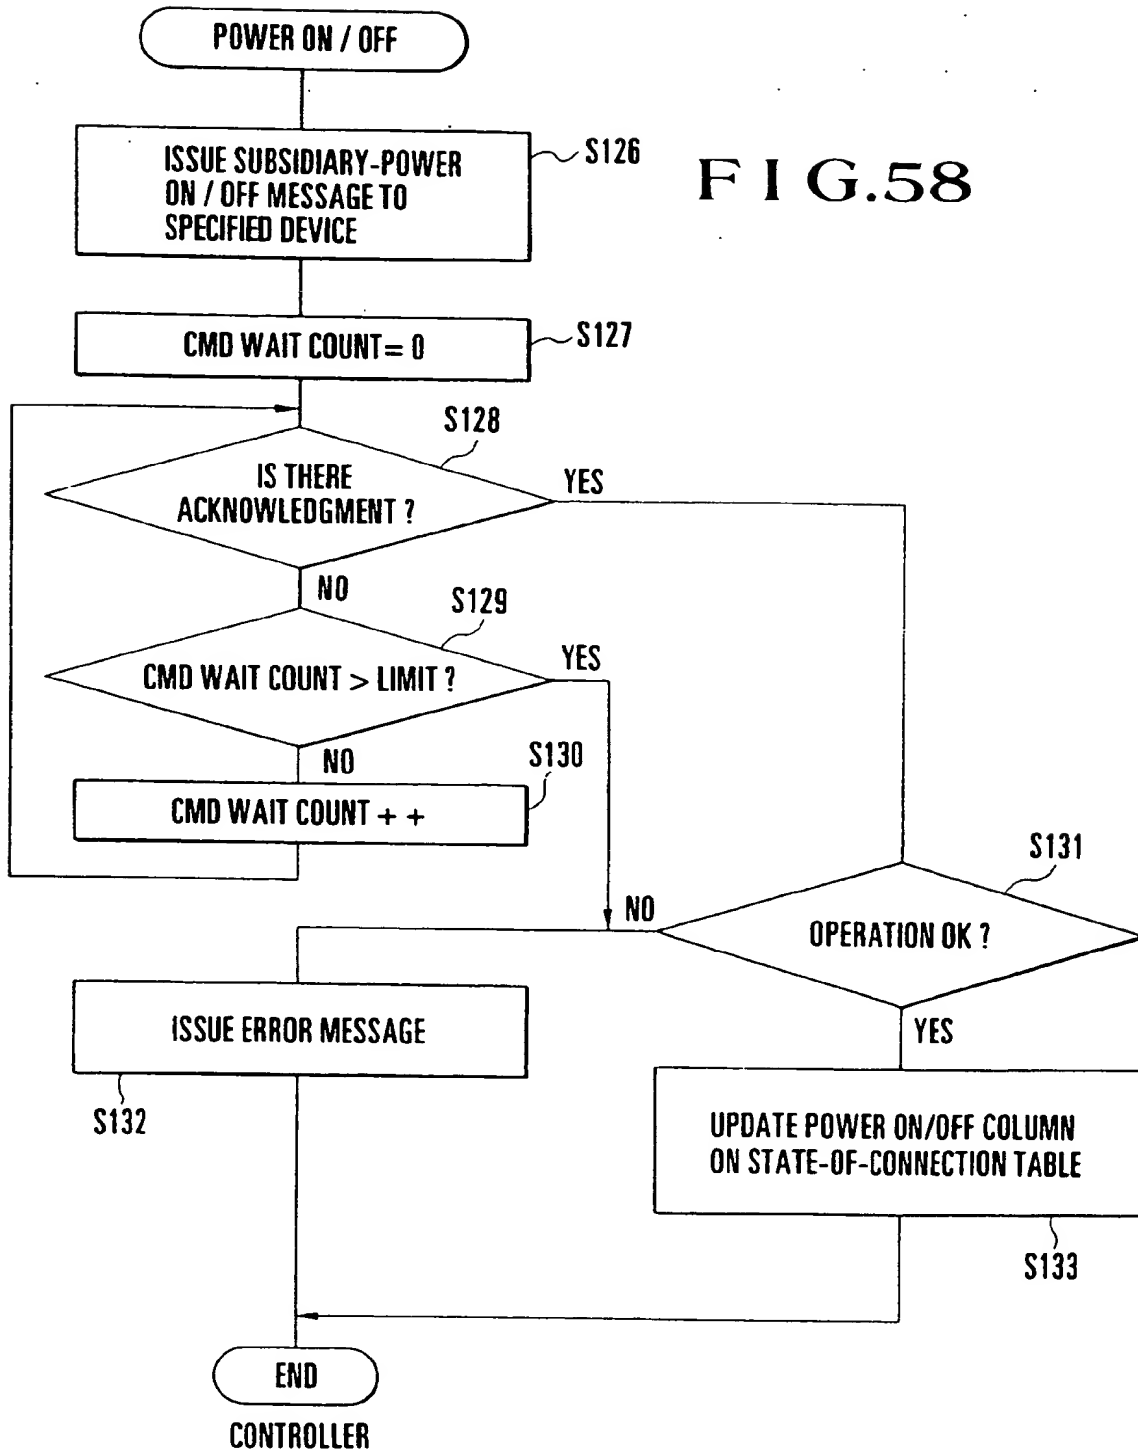 POWER ON / OFF
ISSUE SUBSIDIARY-POWER
ON / OFF MESSAGE TO
SPECIFIED DEVICE
S126
FIG.58
CMD WAIT COUNT= 0
S127
S128
IS THERE
ACKNOWLEDGMENT ?
YES
NO
S129
CMD WAIT COUNT > LIMIT ?
YES
NO
S130
CMD WAIT COUNT + +
S131
NO
OPERATION OK ?
YES
ISSUE ERROR MESSAGE
S132
UPDATE POWER ON/OFF COLUMN
ON STATE-OF-CONNECTION TABLE
S133
END
CONTROLLER